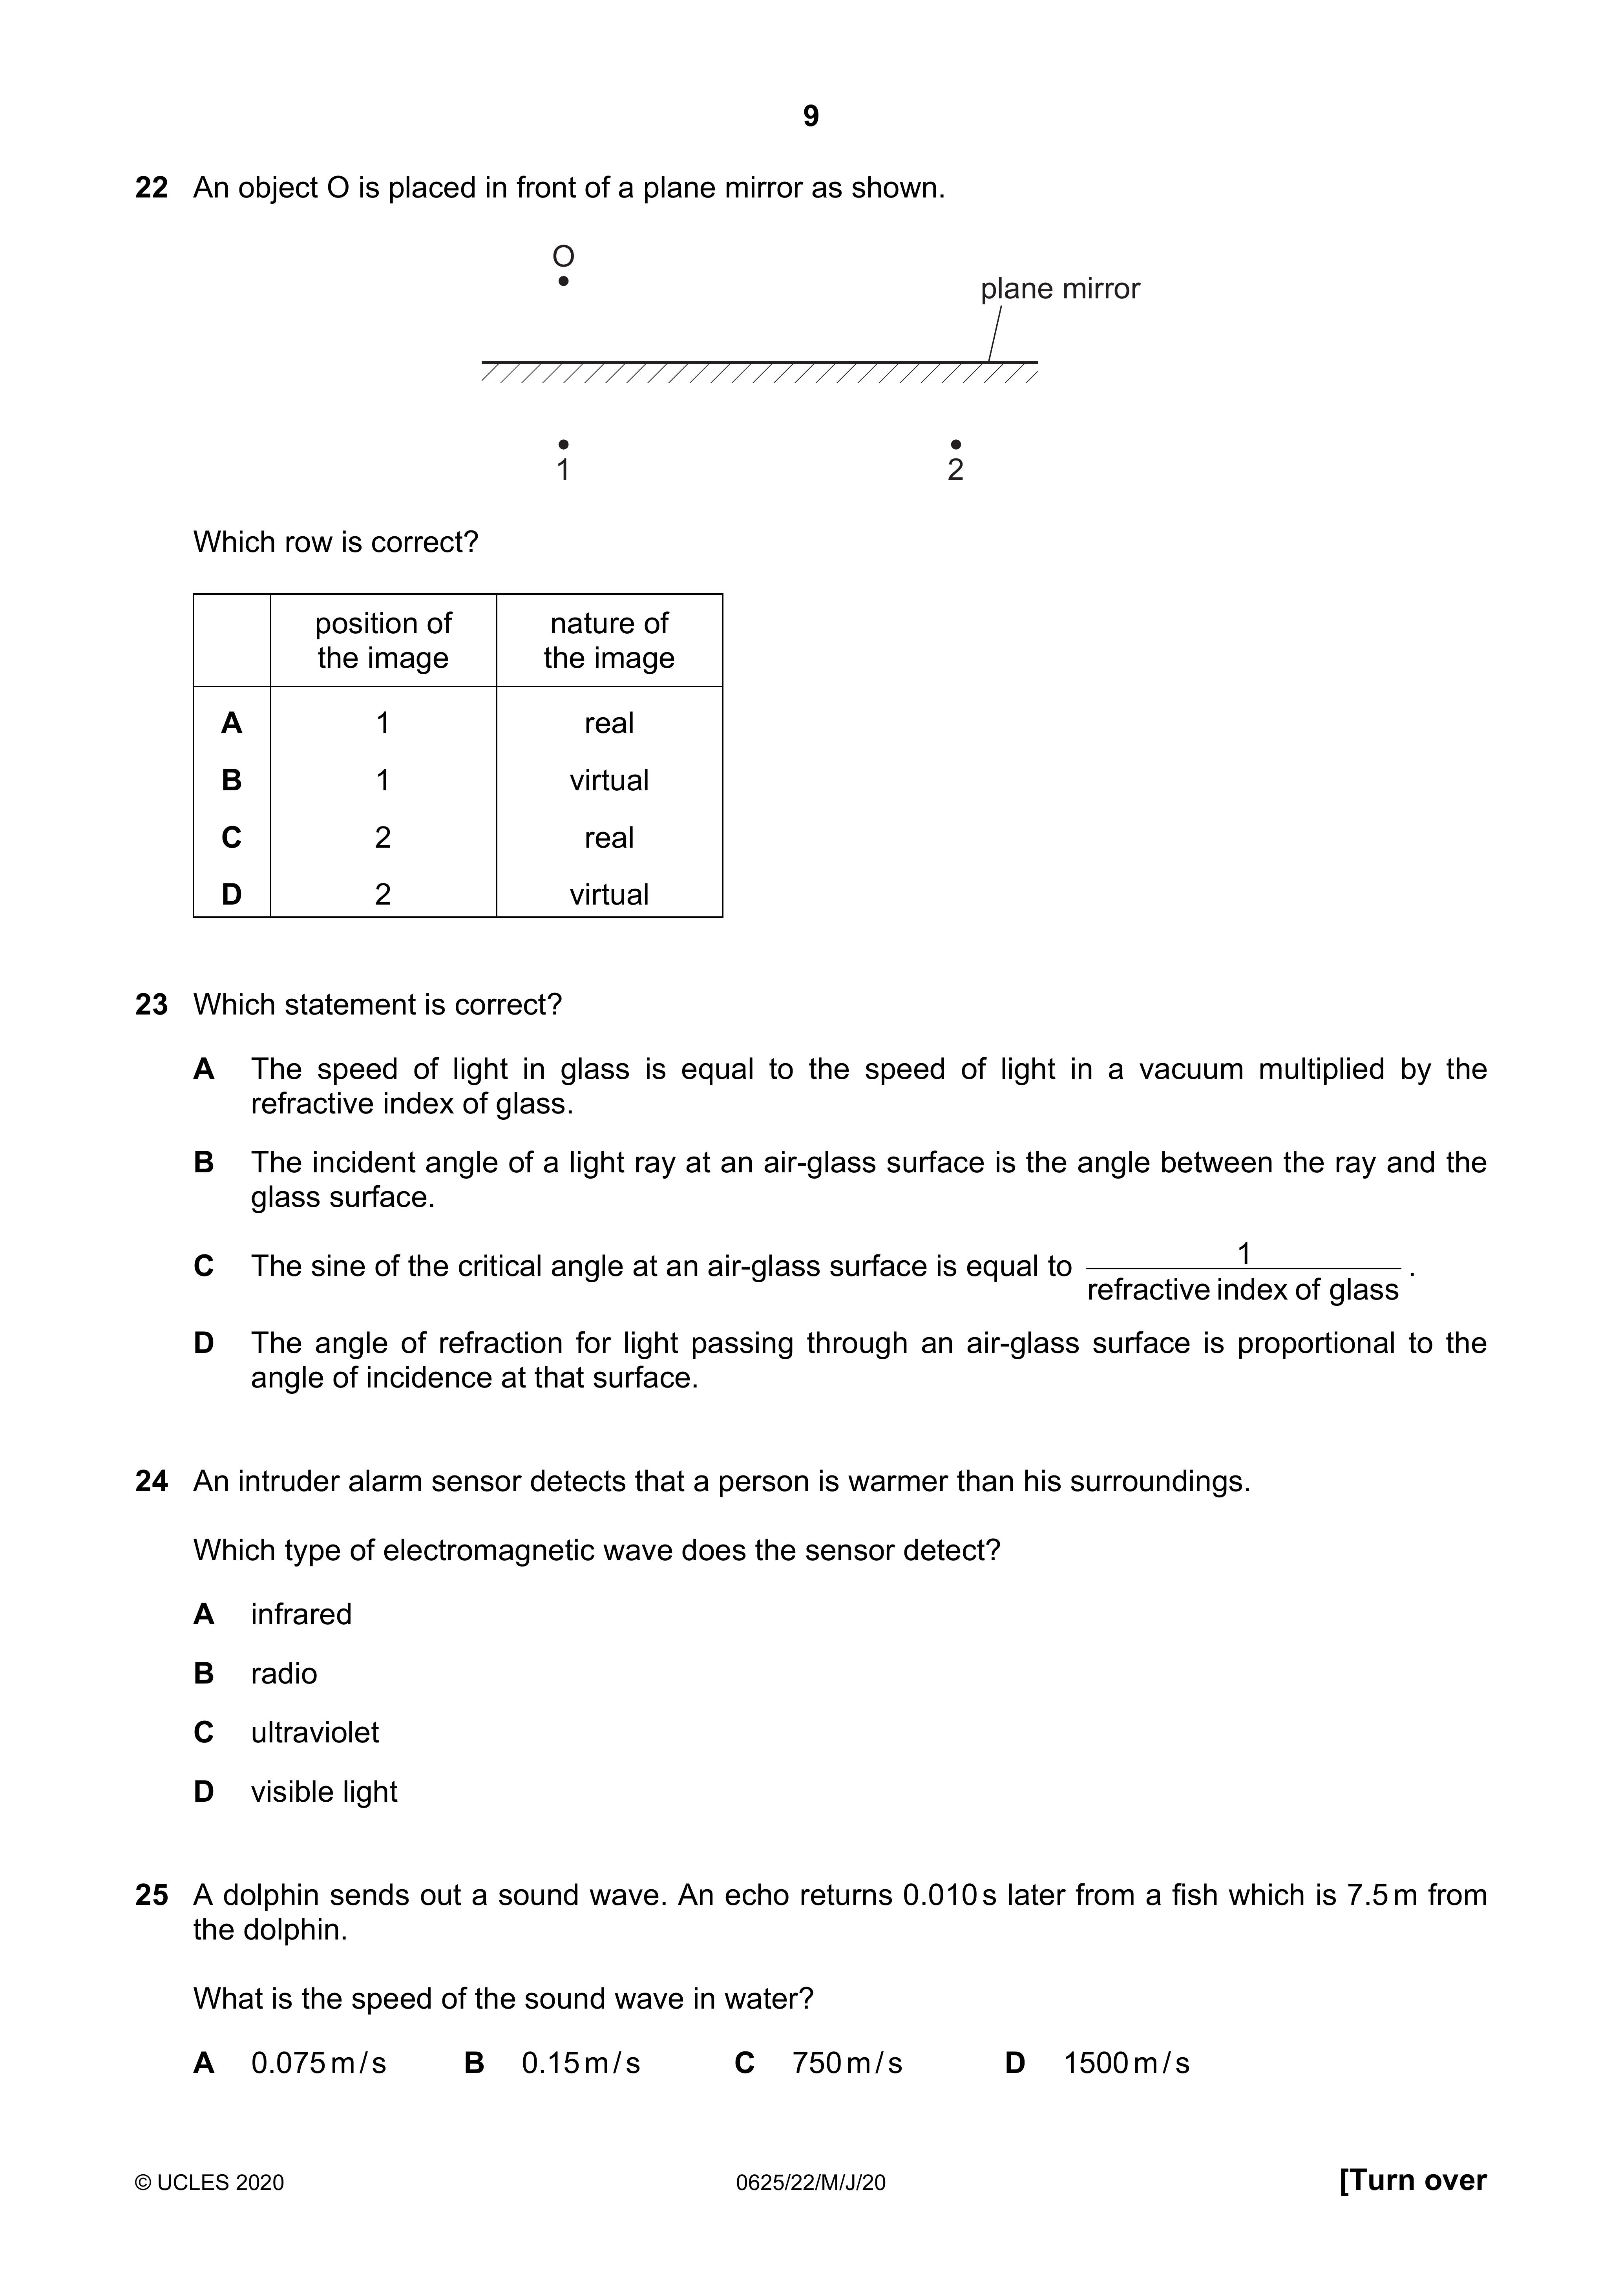 9
22 An object O is placed in front of a plane mirror as shown.
O
plane mirror
1 2
Which row is correct?
position of the image nature of the image
A 1 real
B 1 virtual
C 2 real
D 2 virtual
23 Which statement is correct?
A The speed of light in glass is equal to the speed of light in a vacuum multiplied by the
refractive index of glass.
B The incident angle of a light ray at an air-glass surface is the angle between the ray and the
glass surface.
C The sine of the critical angle at an air-glass surface is equal to 1 / refractive index of glass .
D The angle of refraction for light passing through an air-glass surface is proportional to the
angle of incidence at that surface.
24 An intruder alarm sensor detects that a person is warmer than his surroundings.
Which type of electromagnetic wave does the sensor detect?
A infrared
B radio
C ultraviolet
D visible light
25 A dolphin sends out a sound wave. An echo returns 0.010 s later from a fish which is 7.5 m from
the dolphin.
What is the speed of the sound wave in water?
A 0.075 m / s B 0.15 m / s C 750 m / s D 1500 m / s
© UCLES 2020 0625/22/M/J/20 [Turn over